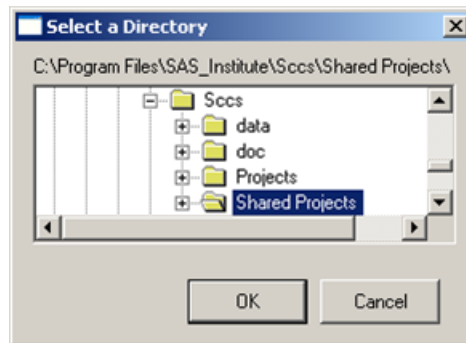 Select a Directory
C:\Program Files\SAS_Institute\Sccs\Shared Projects\
Sccs
data
doc
Projects
Shared Projects
OK Cancel